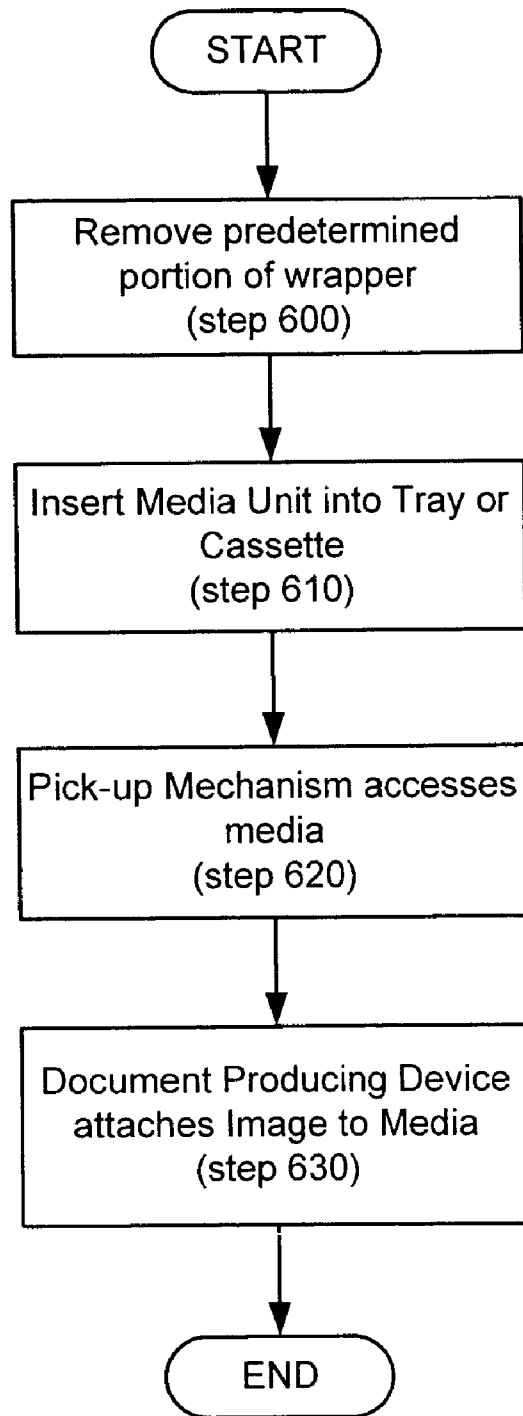 START
Remove predetermined
portion of wrapper
(step 600)
Insert Media Unit into Tray or
Cassette
(step 610)
Pick-up Mechanism accesses
media
(step 620)
Document Producing Device
attaches Image to Media
(step 630)
END